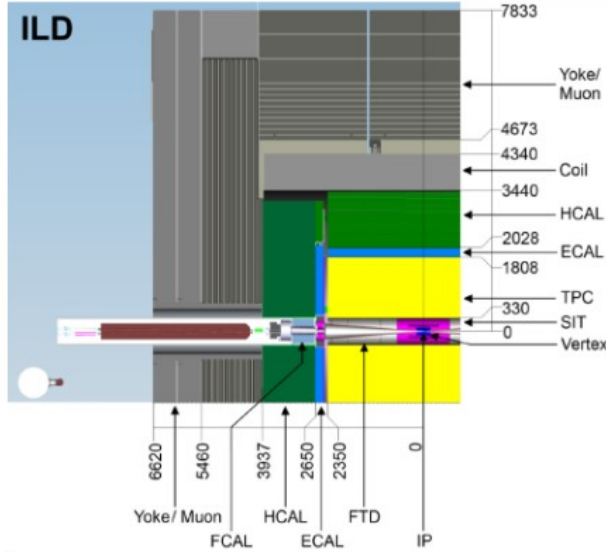 ILD
7833
Yoke/
Muon
4673
4340
Coil
3440
HCAL
2028
ECAL
1808
TPC
330
SIT
0
Vertex
6620
5460
3937
2650
2350
0
Yoke/ Muon
HCAL
FTD
FCAL
ECAL
IP